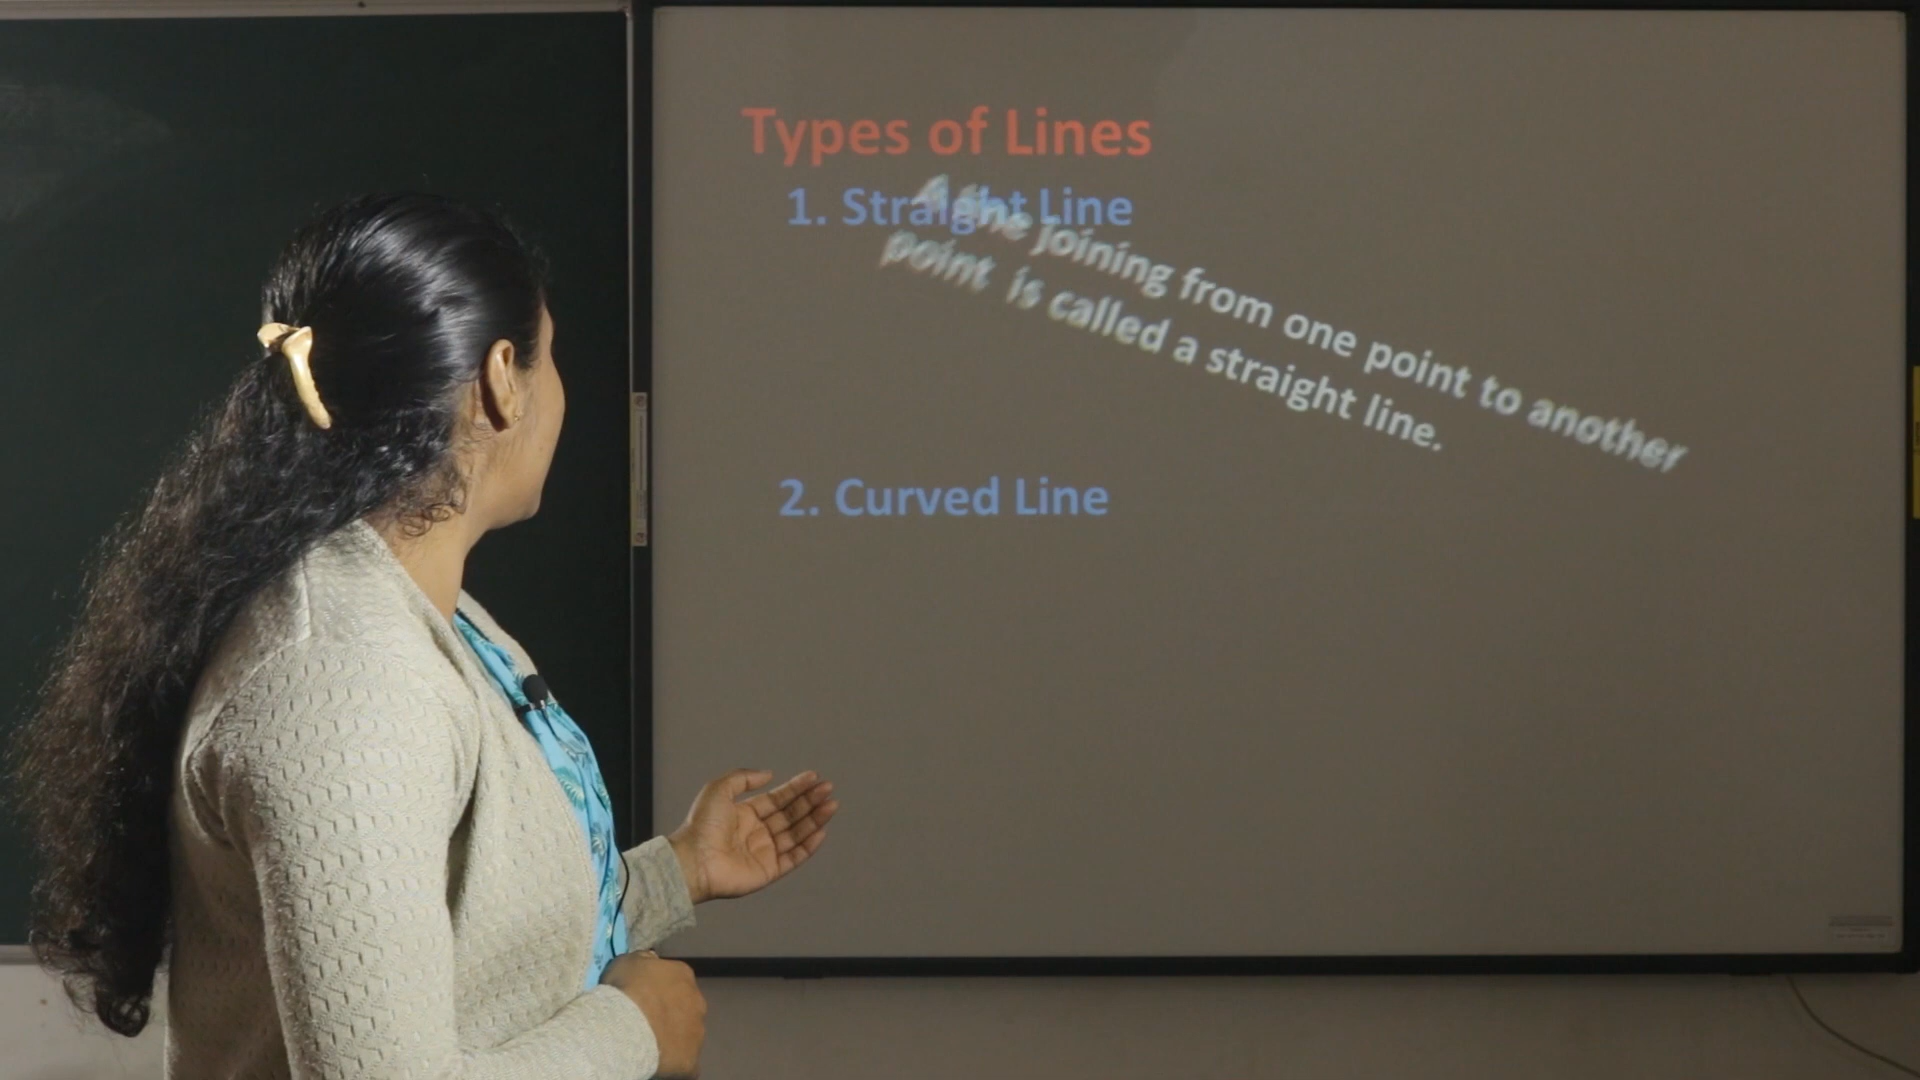 Types of Lines
1. Straight Line
A line joining from one point to another
point is called a straight line.
2. Curved Line